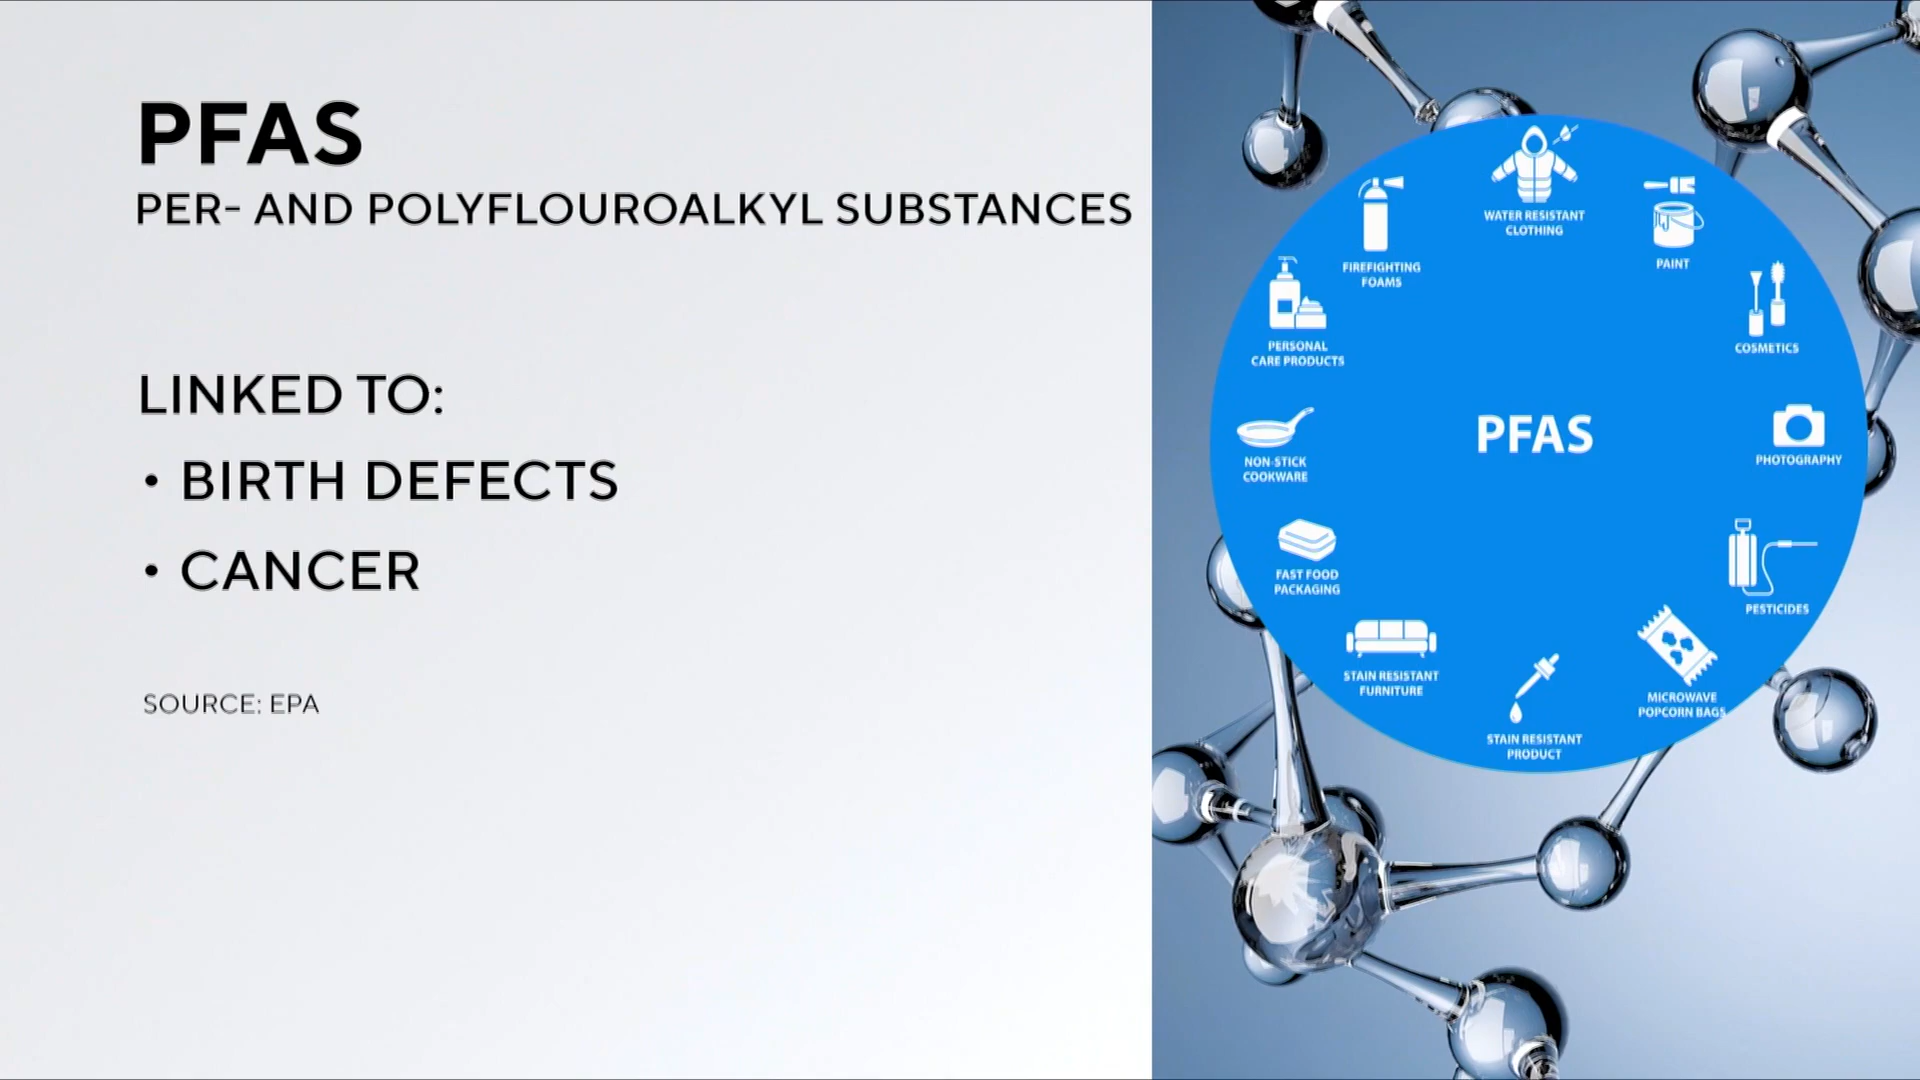 PFAS
PER- AND POLYFLOUROALKYL SUBSTANCES
LINKED TO:
• BIRTH DEFECTS
• CANCER
SOURCE: EPA
WATER RESISTANT
CLOTHING
PAINT
COSMETICS
PHOTOGRAPHY
PESTICIDES
MICROWAVE
POPCORN BAGS
STAIN RESISTANT
PRODUCT
STAIN RESISTANT
FURNITURE
FAST FOOD
PACKAGING
NON-STICK
COOKWARE
PERSONAL
CARE PRODUCTS
FIREFIGHTING
FOAMS
PFAS